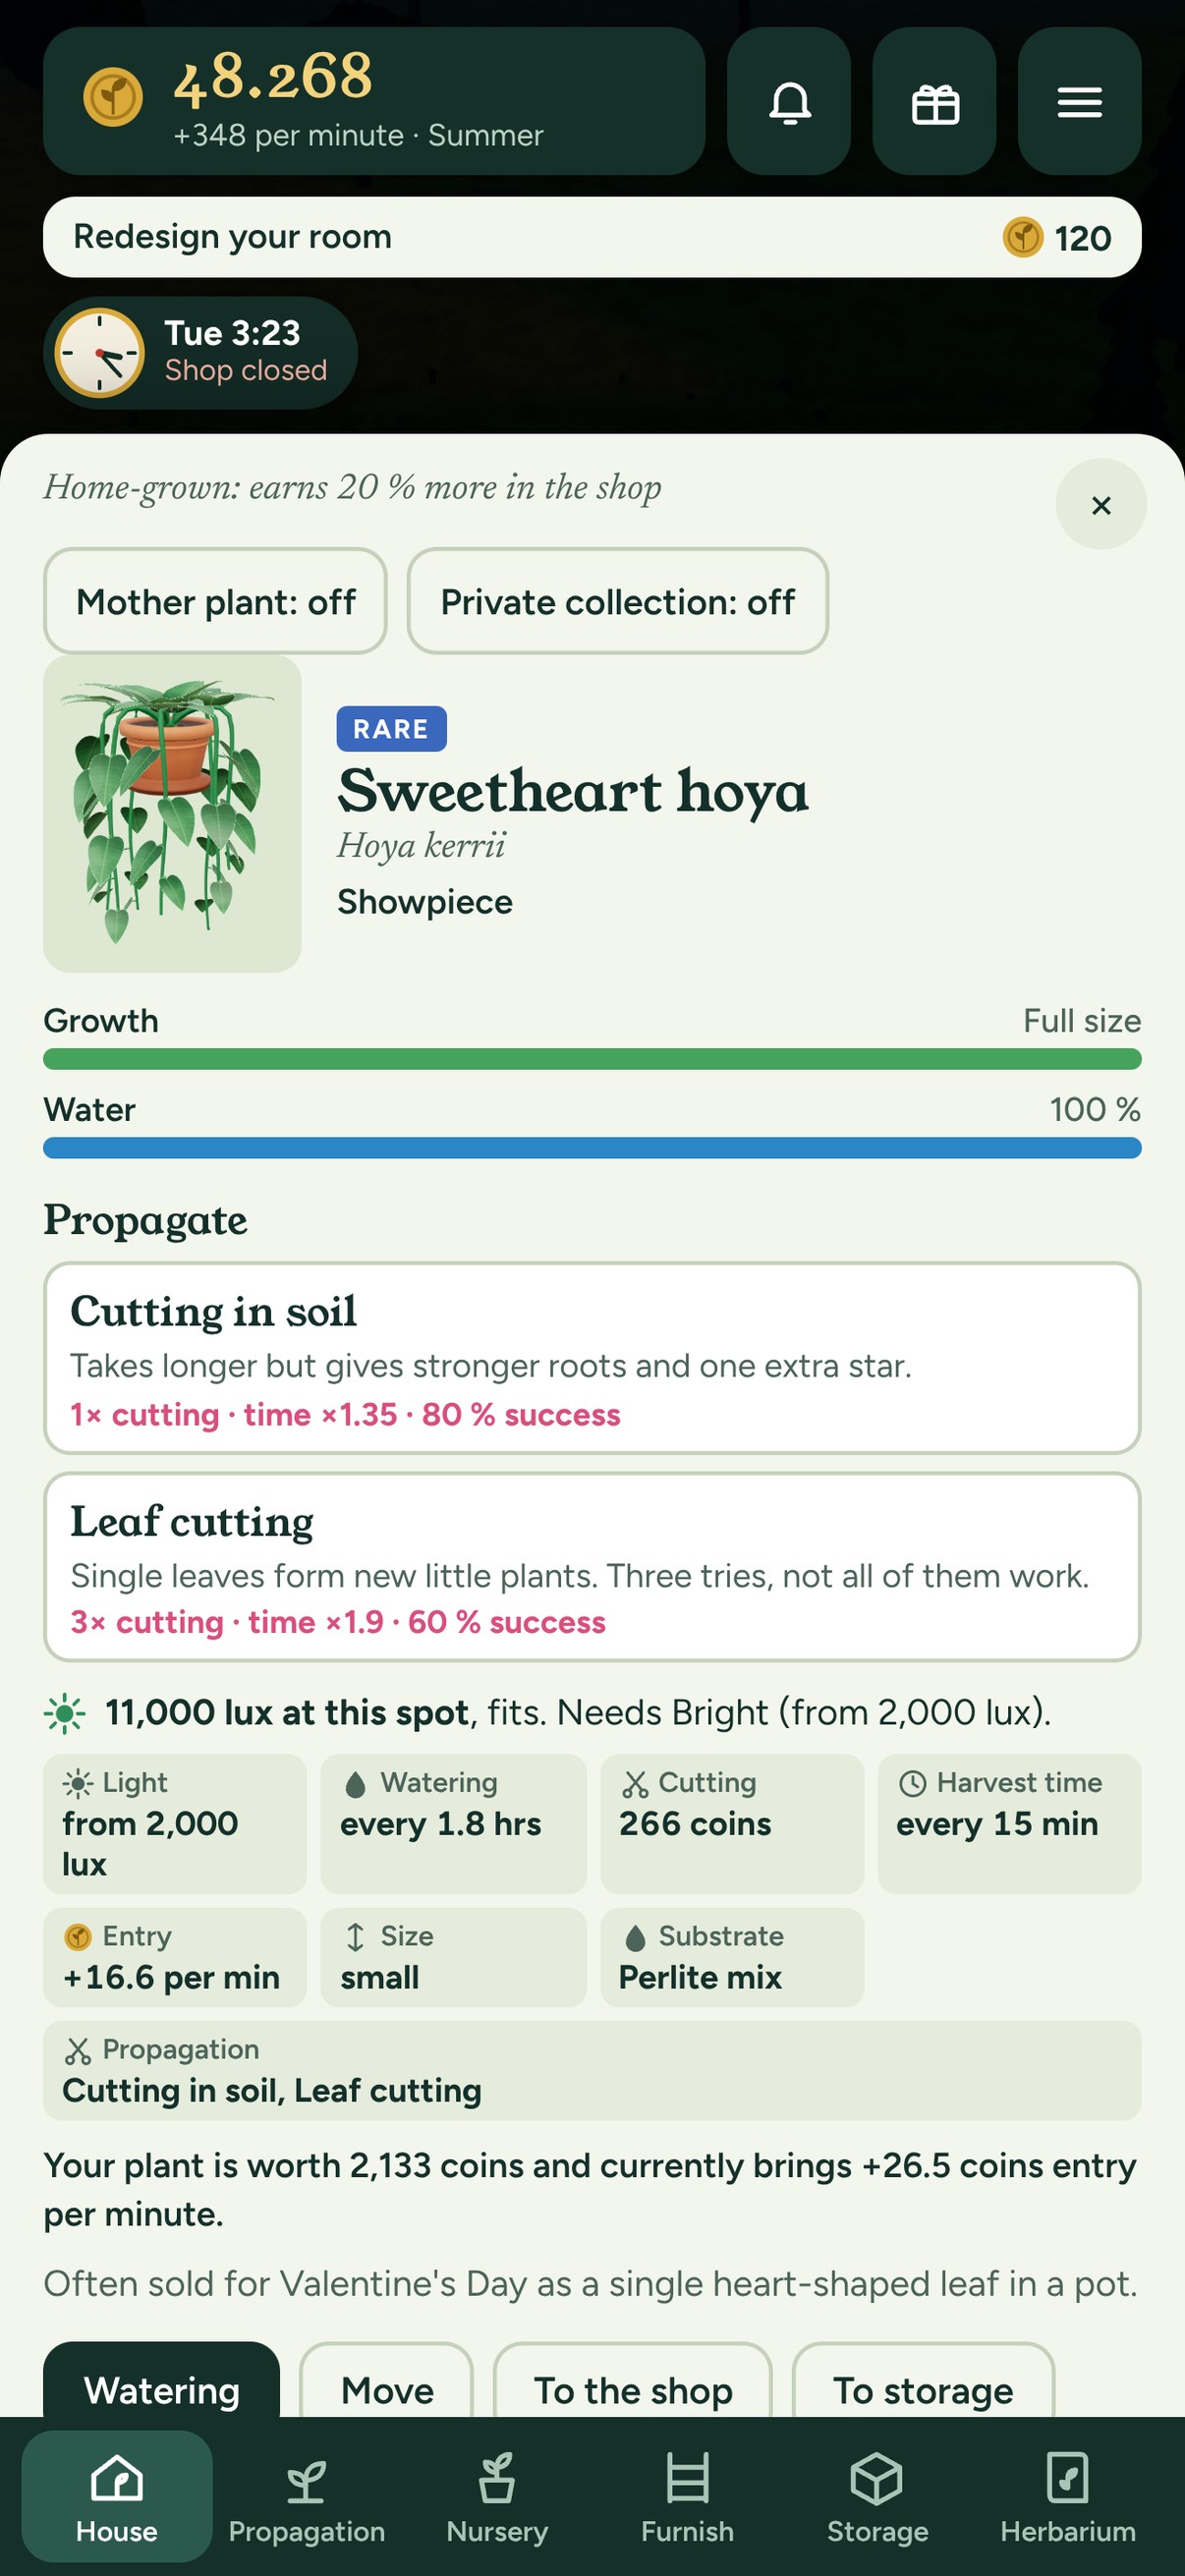 48.268
+348 per minute · Summer
Redesign your room
120
Tue 3:23
Shop closed
Home-grown: earns 20 % more in the shop
×
Mother plant: off
Private collection: off
RARE
Sweetheart hoya
Hoya kerrii
Showpiece
Growth
Full size
Water
100 %
Propagate
Cutting in soil
Takes longer but gives stronger roots and one extra star.
1× cutting · time ×1.35 · 80 % success
Leaf cutting
Single leaves form new little plants. Three tries, not all of them work.
3× cutting · time ×1.9 · 60 % success
11,000 lux at this spot, fits. Needs Bright (from 2,000 lux).
Light
from 2,000
lux
Watering
every 1.8 hrs
Cutting
266 coins
Harvest time
every 15 min
Entry
+16.6 per min
Size
small
Substrate
Perlite mix
Propagation
Cutting in soil, Leaf cutting
Your plant is worth 2,133 coins and currently brings +26.5 coins entry
per minute.
Often sold for Valentine's Day as a single heart-shaped leaf in a pot.
Watering
Move
To the shop
To storage
House
Propagation
Nursery
Furnish
Storage
Herbarium